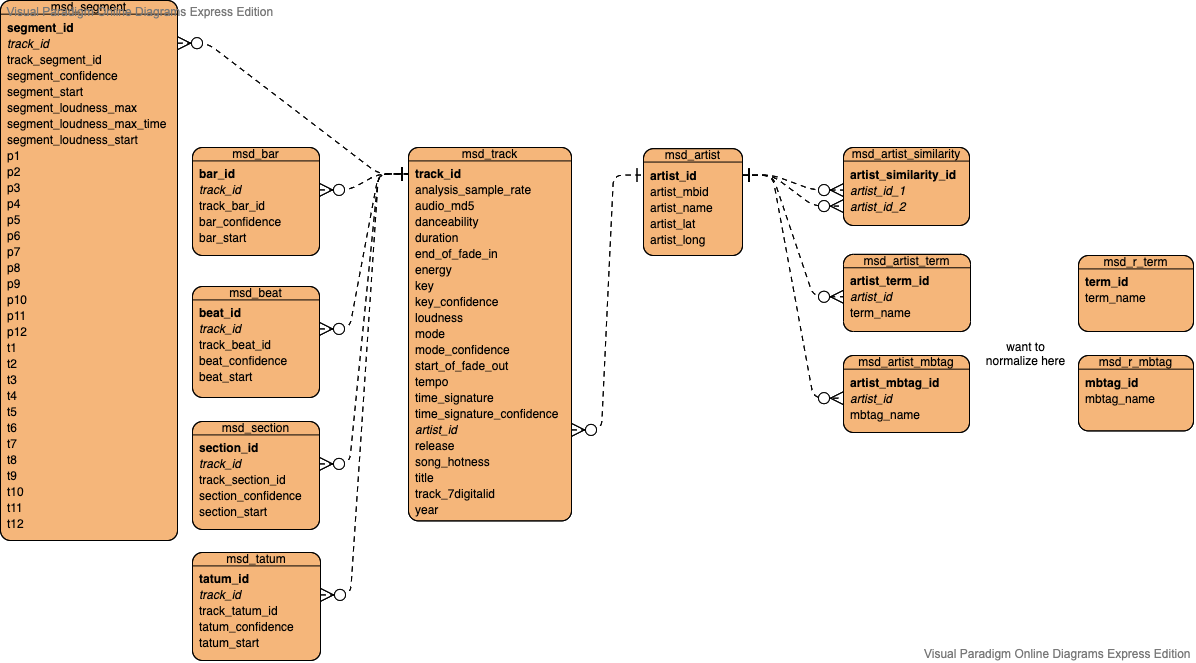 msd_segment
Visual Paradigm Online Diagrams Express Edition
segment_id
track_id
track_segment_id
segment_confidence
segment_start
segment_loudness_max
segment_loudness_max_time
segment_loudness_start
p1
p2
p3
p4
p5
p6
p7
p8
p9
p10
p11
p12
t1
t2
t3
t4
t5
t6
t7
t8
t9
t10
t11
t12
msd_bar
bar_id
track_id
track_bar_id
bar_confidence
bar_start
msd_beat
beat_id
track_id
track_beat_id
beat_confidence
beat_start
msd_section
section_id
track_id
track_section_id
section_confidence
section_start
msd_tatum
tatum_id
track_id
track_tatum_id
tatum_confidence
tatum_start
msd_track
track_id
analysis_sample_rate
audio_md5
danceability
duration
end_of_fade_in
energy
key
key_confidence
loudness
mode
mode_confidence
start_of_fade_out
tempo
time_signature
time_signature_confidence
artist_id
release
song_hotness
title
track_7digitalid
year
msd_artist
artist_id
artist_mbid
artist_name
artist_lat
artist_long
msd_artist_similarity
artist_similarity_id
artist_id_1
artist_id_2
msd_artist_term
artist_term_id
artist_id
term_name
msd_artist_mbtag
artist_mbtag_id
artist_id
mbtag_name
want to
normalize here
msd_r_term
term_id
term_name
msd_r_mbtag
mbtag_id
mbtag_name
Visual Paradigm Online Diagrams Express Edition